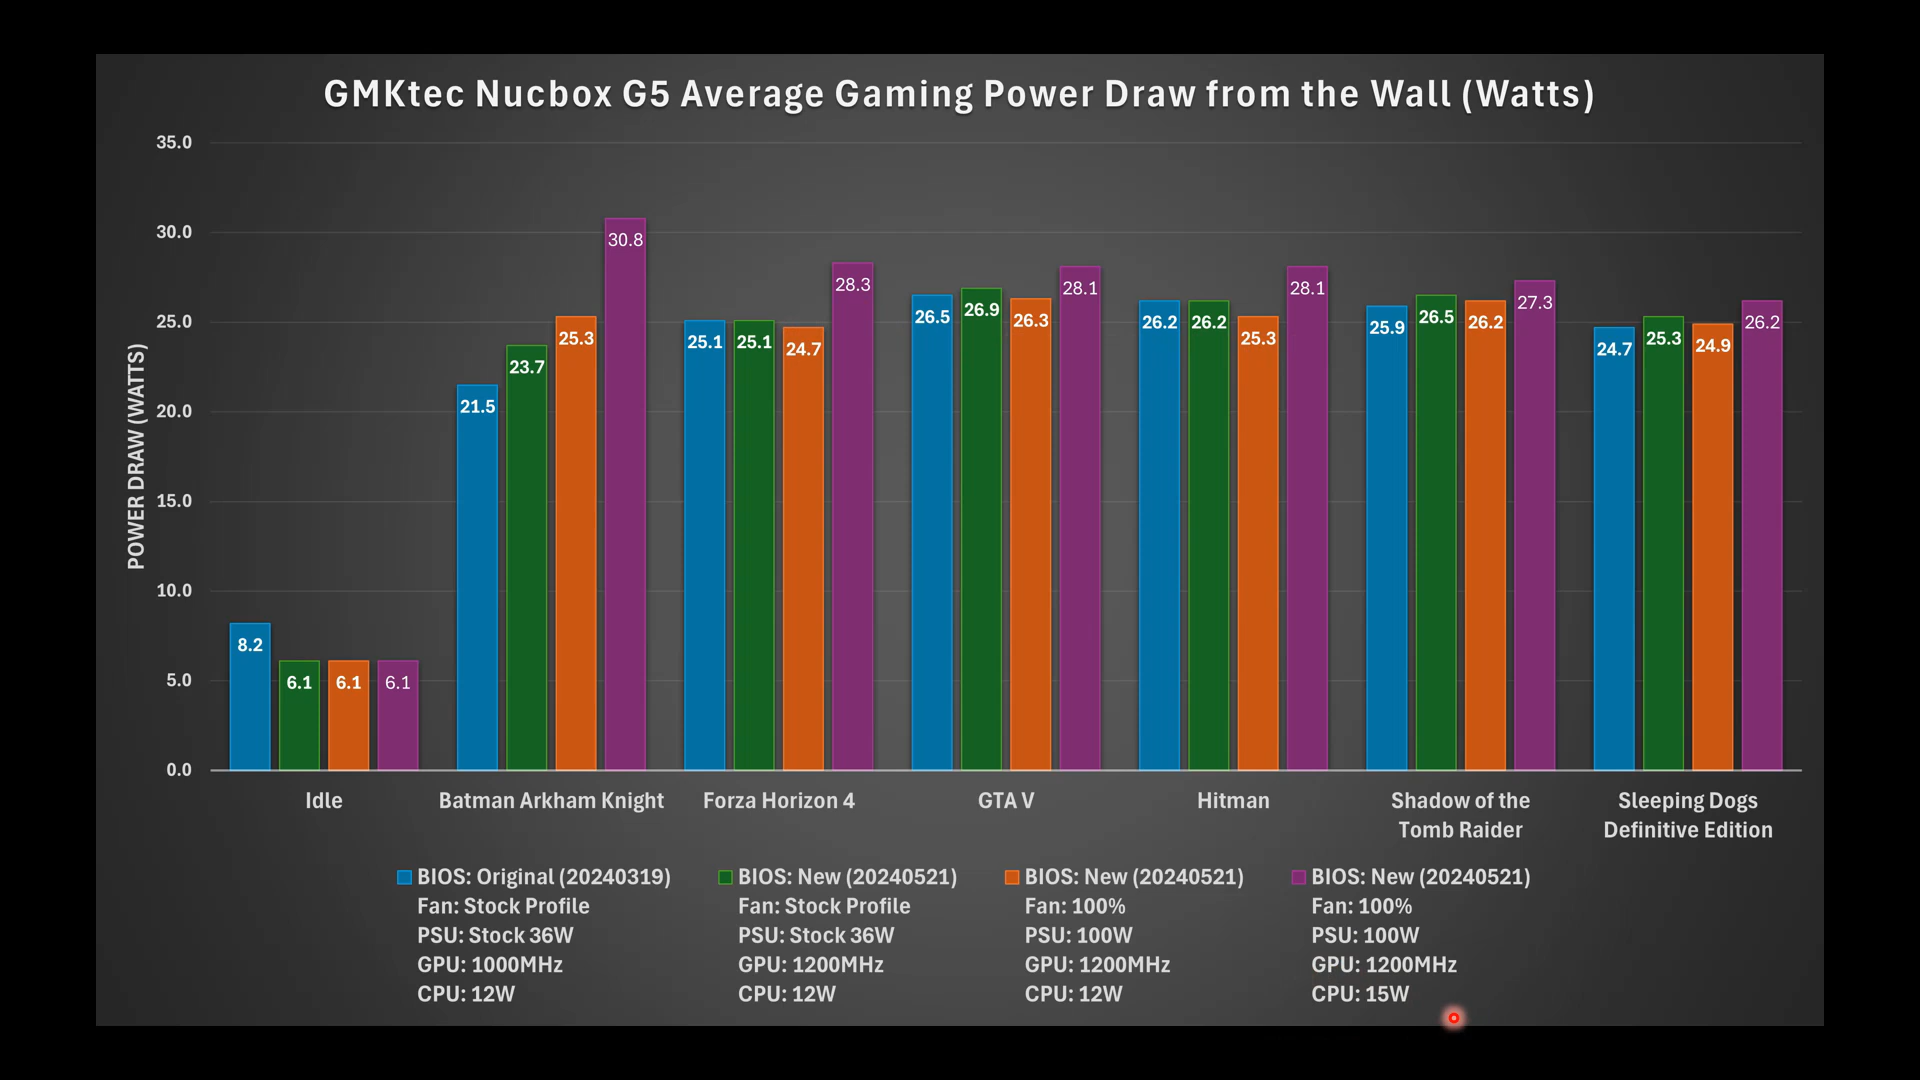 GMKtec Nucbox G5 Average Gaming Power Draw from the Wall (Watts)
POWER DRAW (WATTS)
35.0
30.0
25.0
20.0
15.0
10.0
5.0
0.0
8.2
6.1
6.1
6.1
21.5
23.7
25.3
30.8
25.1
25.1
24.7
28.3
26.5
26.9
26.3
28.1
26.2
26.2
25.3
28.1
25.9
26.5
26.2
27.3
24.7
25.3
24.9
26.2
Idle
Batman Arkham Knight
Forza Horizon 4
GTA V
Hitman
Shadow of the
Tomb Raider
Sleeping Dogs
Definitive Edition
BIOS: Original (20240319)
Fan: Stock Profile
PSU: Stock 36W
GPU: 1000MHz
CPU: 12W
BIOS: New (20240521)
Fan: Stock Profile
PSU: Stock 36W
GPU: 1200MHz
CPU: 12W
BIOS: New (20240521)
Fan: 100%
PSU: 100W
GPU: 1200MHz
CPU: 12W
BIOS: New (20240521)
Fan: 100%
PSU: 100W
GPU: 1200MHz
CPU: 15W